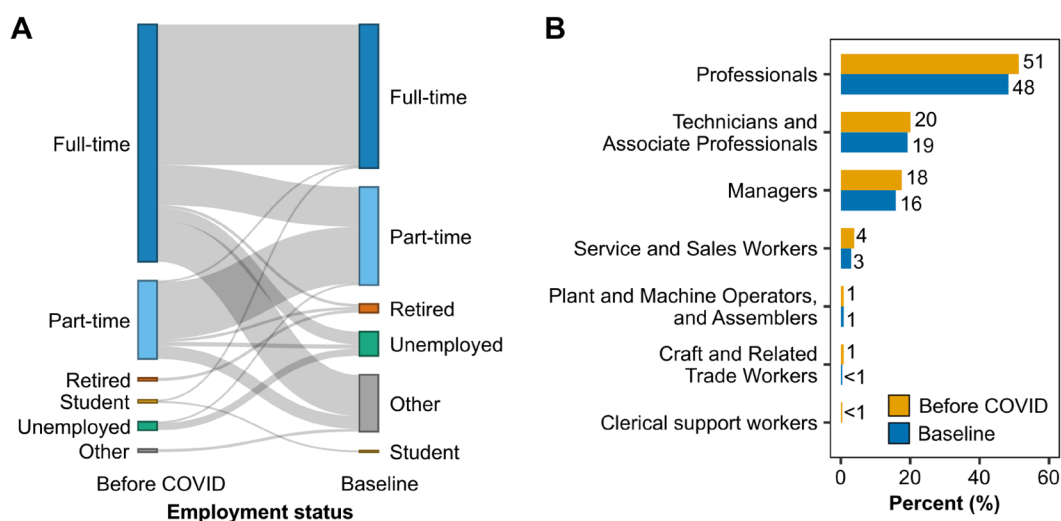 A
Full-time
Part-time
Retired
Student
Unemployed
Other
Full-time
Part-time
Retired
Unemployed
Other
Student
Before COVID
Baseline
Employment status
B
Professionals
51
48
Technicians and
Associate Professionals
20
19
Managers
18
16
Service and Sales Workers
4
3
Plant and Machine Operators,
and Assemblers
1
1
Craft and Related
Trade Workers
1
<1
Clerical support workers
<1
Before COVID
Baseline
0
20
40
60
Percent (%)